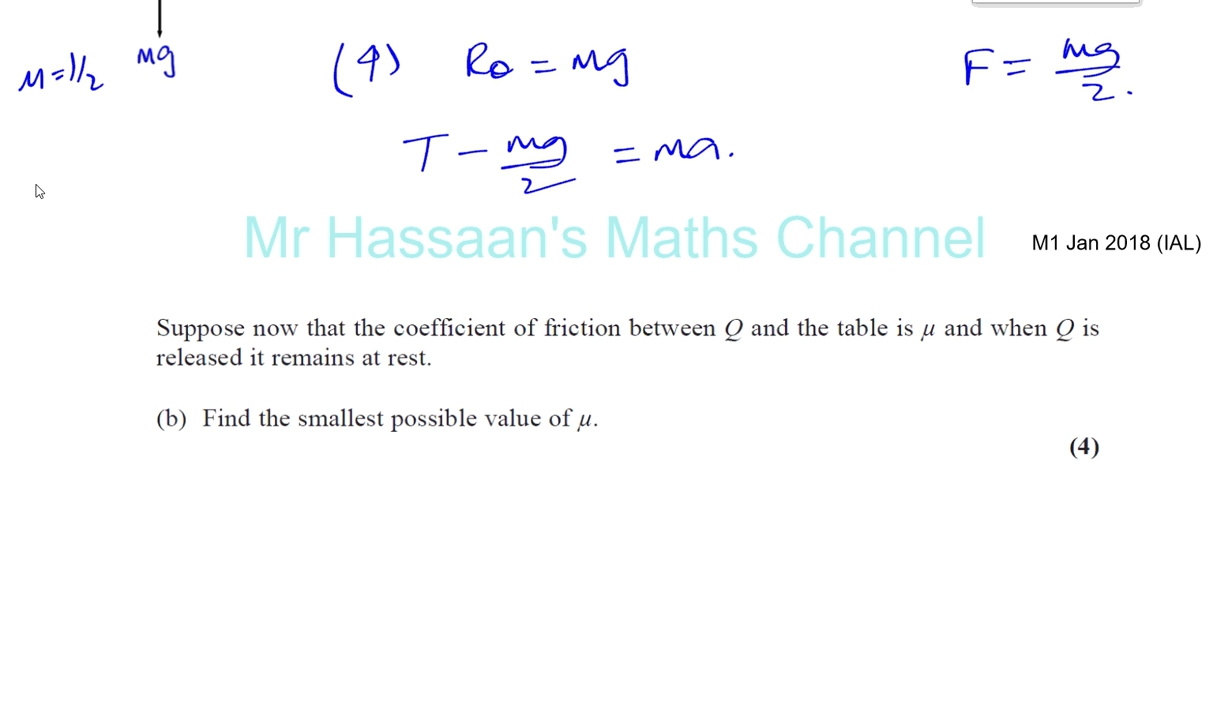 mg
μ=1/2
(↑) R₀ = mg
F = mg/2.
T - mg/2 = ma.
Mr Hassaan's Maths Channel
M1 Jan 2018 (IAL)
Suppose now that the coefficient of friction between Q and the table is μ and when Q is
released it remains at rest.
(b) Find the smallest possible value of μ.
(4)